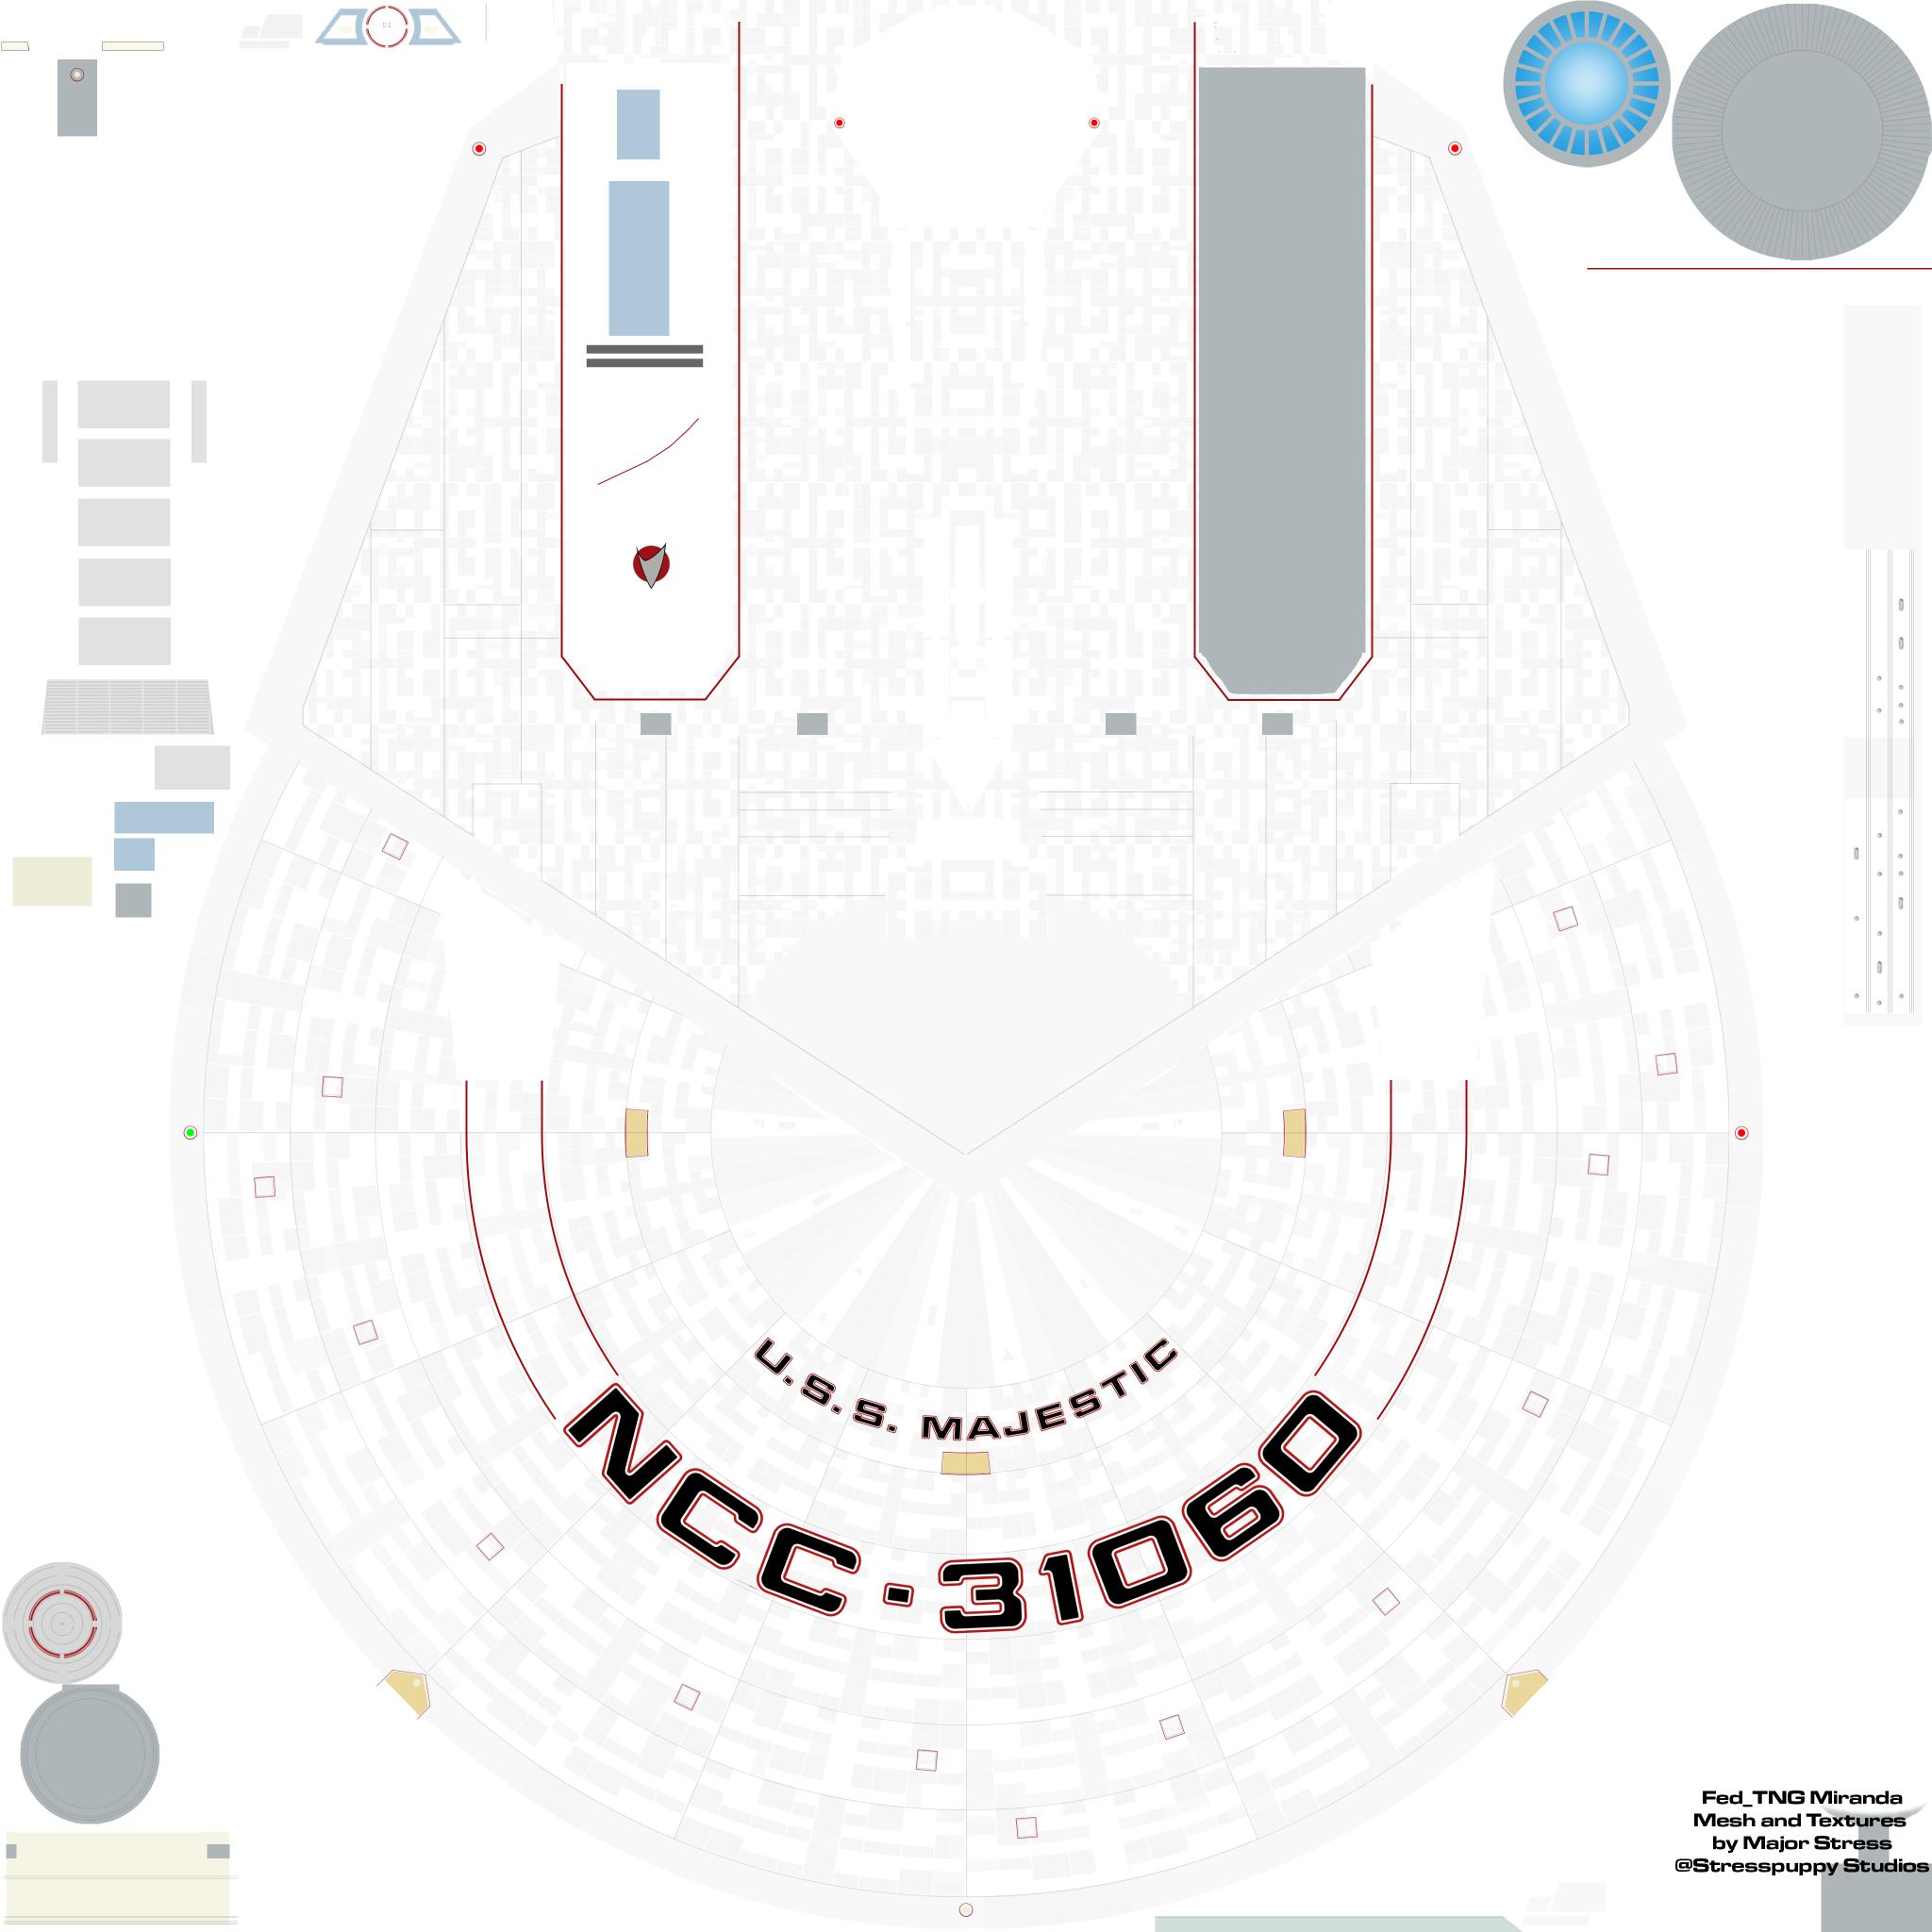 U.S.S. MAJESTIC
NCC-31060
Fed_TNG Miranda
Mesh and Textures
by Major Stress
@Stresspuppy Studios